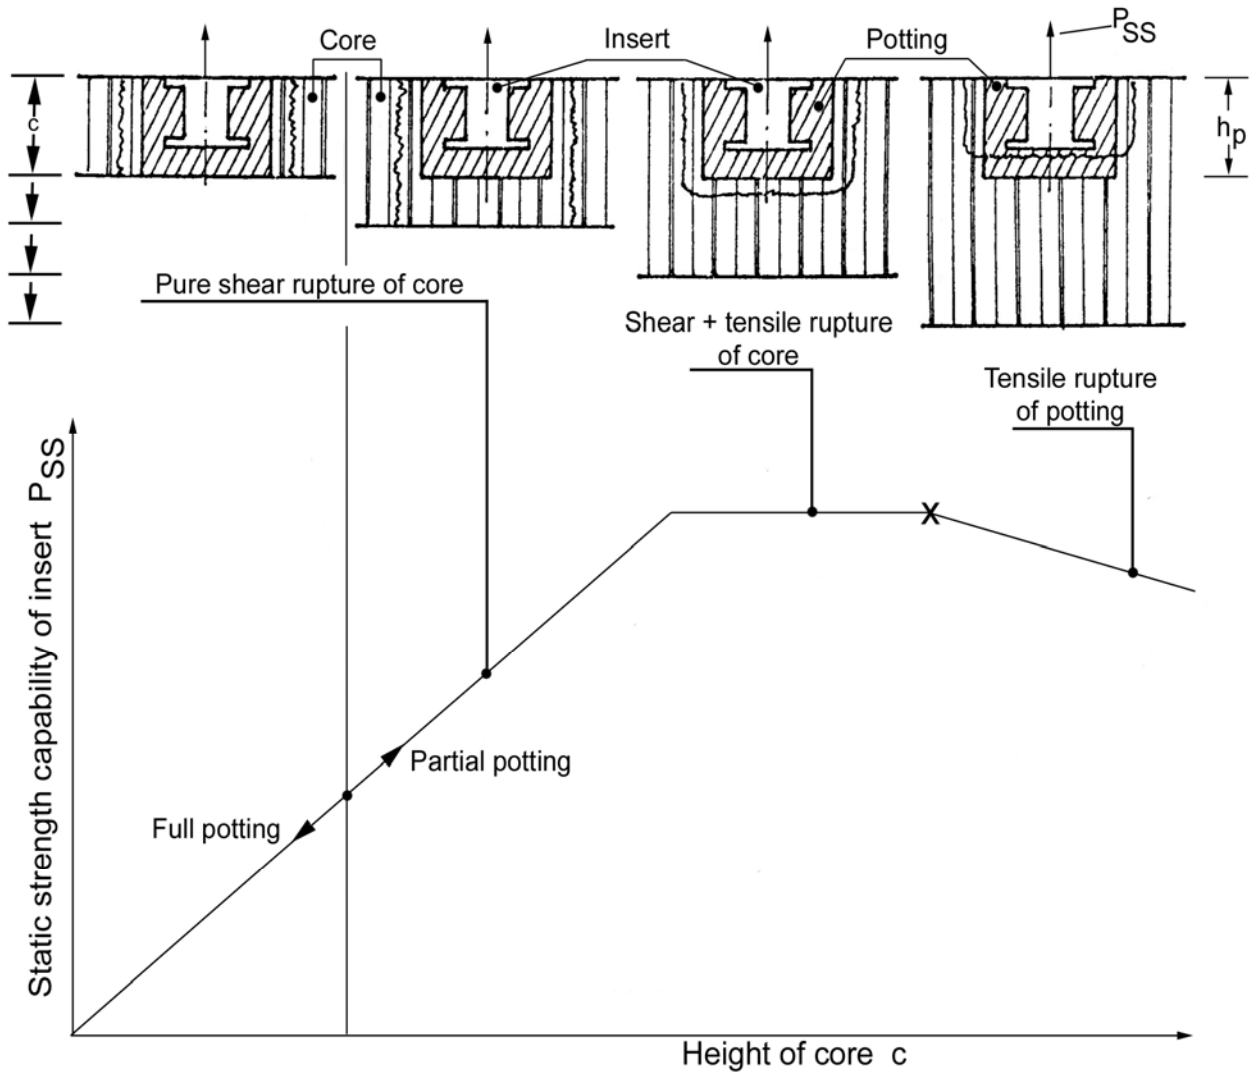 Core
Insert
Potting
PSS
c
hp
Pure shear rupture of core
Shear + tensile rupture
of core
Tensile rupture
of potting
Static strength capability of insert PSS
X
Partial potting
Full potting
Height of core c